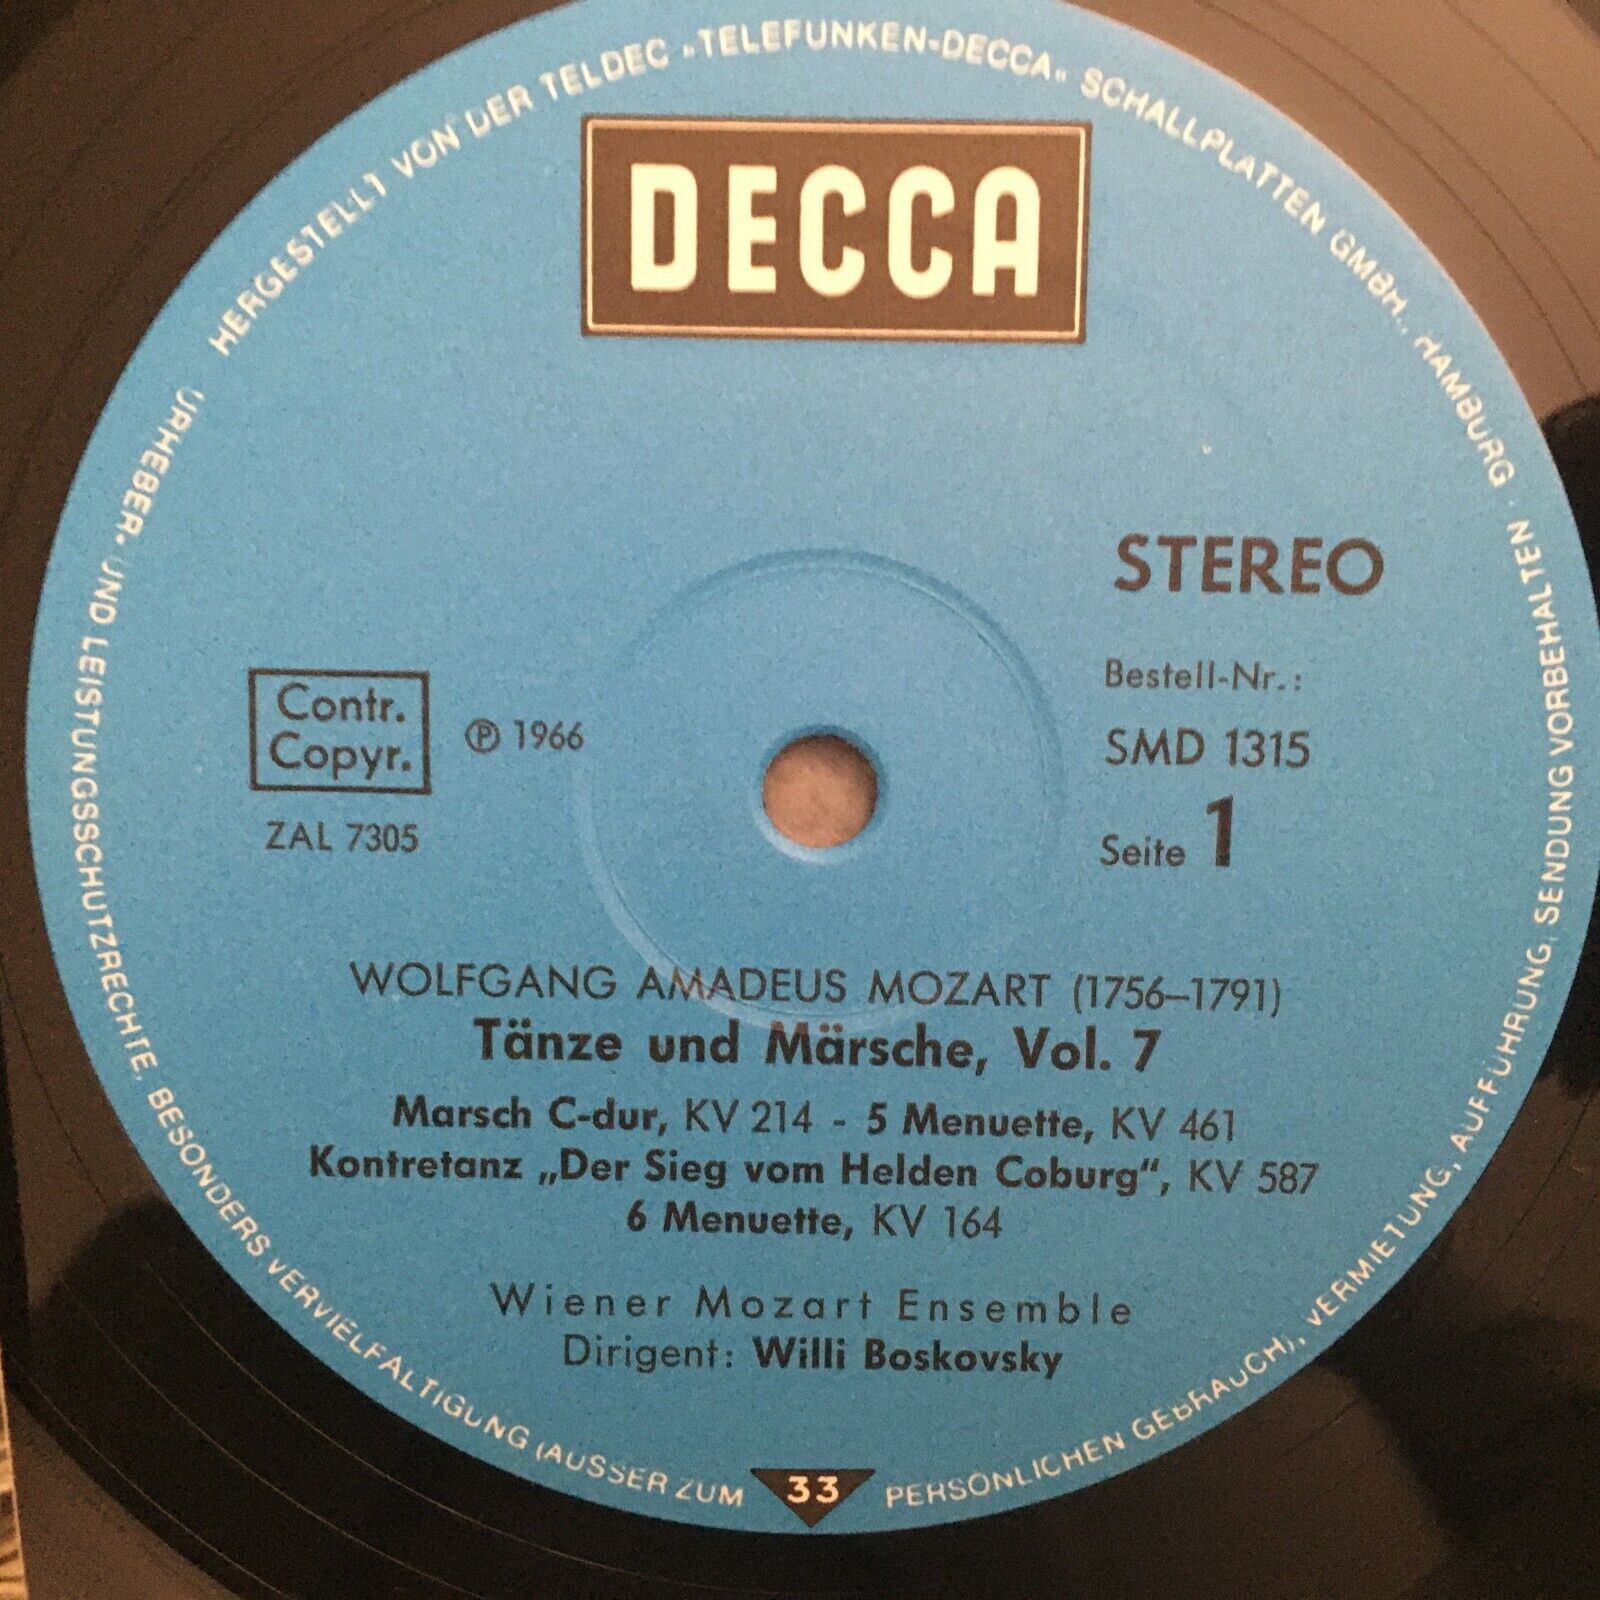 HERGESTELLT VON DER TELDEC »TELEFUNKEN-DECCA« SCHALLPLATTEN GMBH., HAMBURG · URHEBER- UND LEISTUNGSSCHUTZRECHTE, BESONDERS VERVIELFÄLTIGUNG (AUSSER ZUM PERSÖNLICHEN GEBRAUCH), VERMIETUNG, AUFFÜHRUNG, SENDUNG VORBEHALTEN
DECCA
STEREO
Contr.
Copyr.
℗ 1966
ZAL 7305
Bestell-Nr.:
SMD 1315
Seite 1
WOLFGANG AMADEUS MOZART (1756–1791)
Tänze und Märsche, Vol. 7
Marsch C-dur, KV 214 - 5 Menuette, KV 461
Kontretanz „Der Sieg vom Helden Coburg“, KV 587
6 Menuette, KV 164
Wiener Mozart Ensemble
Dirigent: Willi Boskovsky
33